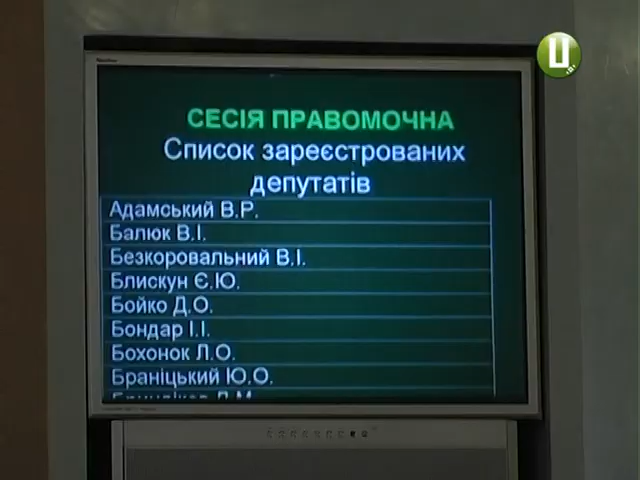 Ц
СЕСІЯ ПРАВОМОЧНА
Список зареєстрованих
депутатів
Адамський В.Р.
Балюк В.І.
Безкоровальний В.І.
Блискун Є.Ю.
Бойко Д.О.
Бондар І.І.
Бохонок Л.О.
Браніцький Ю.О.